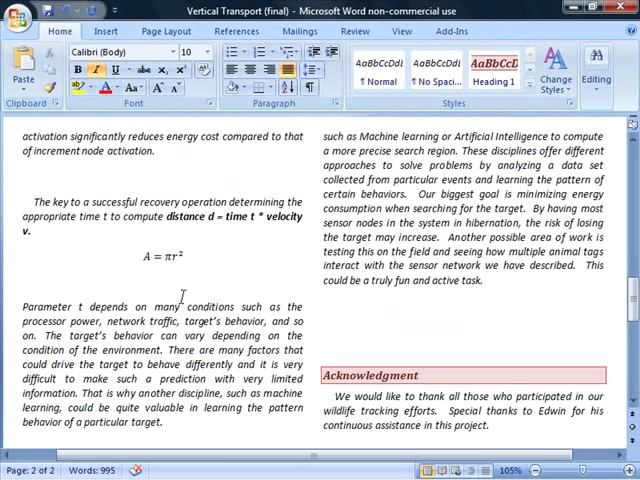 Vertical Transport (final) - Microsoft Word non-commercial use
Home
Insert
Page Layout
References
Mailings
Review
View
Paste
Clipboard
Calibri (Body)
10
B I U abe x₂ x² Aa
ab A A A
Font
Paragraph
AaBbCcDdL
¶ Normal
AaBbCcDdL
¶ No Spaci...
AaBbCcD
Heading 1
Change
Styles
Styles
Editing
activation significantly reduces energy cost compared to that
of increment node activation.
The key to a successful recovery operation determining the
appropriate time t to compute distance d = time t * velocity
v.
A = πr²
Parameter t depends on many conditions such as the
processor power, network traffic, target's behavior, and so
on. The target's behavior can vary depending on the
condition of the environment. There are many factors that
could drive the target to behave differently and it is very
difficult to make such a prediction with very limited
information. That is why another discipline, such as machine
learning, could be quite valuable in learning the pattern
behavior of a particular target.
such as Machine learning or Artificial Intelligence to compute
a more precise search region. These disciplines offer different
approaches to solve problems by analyzing a data set
collected from particular events and learning the pattern of
certain behaviors. Our biggest goal is minimizing energy
consumption when searching for the target. By having most
sensor nodes in the system in hibernation, the risk of losing
the target may increase. Another possible area of work is
testing this on the field and seeing how multiple animal tags
interact with the sensor network we have described. This
could be a truly fun and active task.
Acknowledgment
We would like to thank all those who participated in our
wildlife tracking efforts. Special thanks to Edwin for his
continuous assistance in this project.
Page: 2 of 2
Words: 995
105%